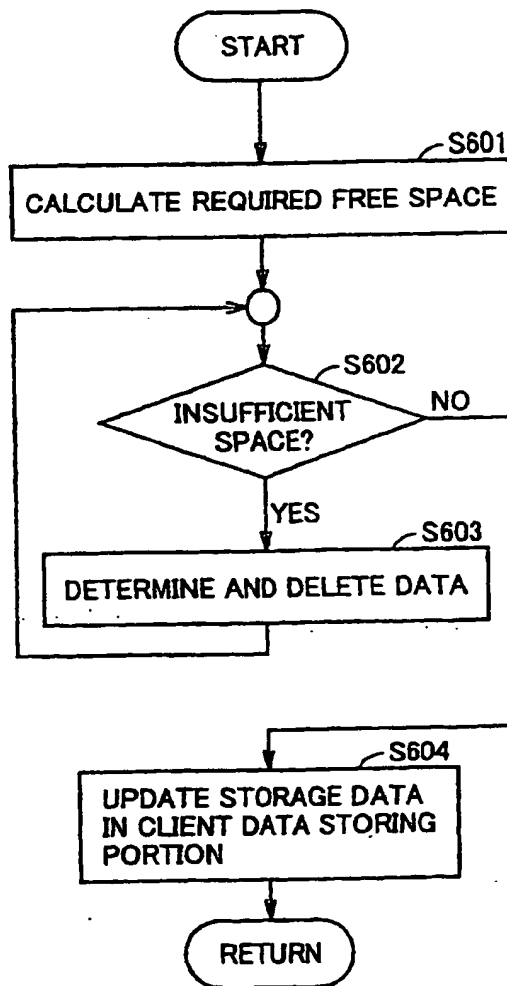 START
S601
CALCULATE REQUIRED FREE SPACE
S602
INSUFFICIENT
SPACE?
NO
YES
S603
DETERMINE AND DELETE DATA
S604
UPDATE STORAGE DATA
IN CLIENT DATA STORING
PORTION
RETURN